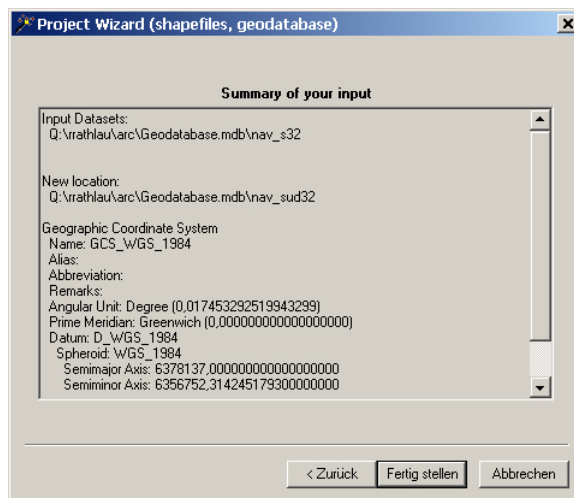 Project Wizard (shapefiles, geodatabase)
Summary of your input
Input Datasets:
Q:\rrathlau\arc\Geodatabase.mdb\nav_s32
New location:
Q:\rrathlau\arc\Geodatabase.mdb\nav_sud32
Geographic Coordinate System
Name: GCS_WGS_1984
Alias:
Abbreviation:
Remarks:
Angular Unit: Degree (0,017453292519943299)
Prime Meridian: Greenwich (0,000000000000000000)
Datum: D_WGS_1984
Spheroid: WGS_1984
Semimajor Axis: 6378137,000000000000000000
Semiminor Axis: 6356752,314245179300000000
< Zurück Fertig stellen Abbrechen